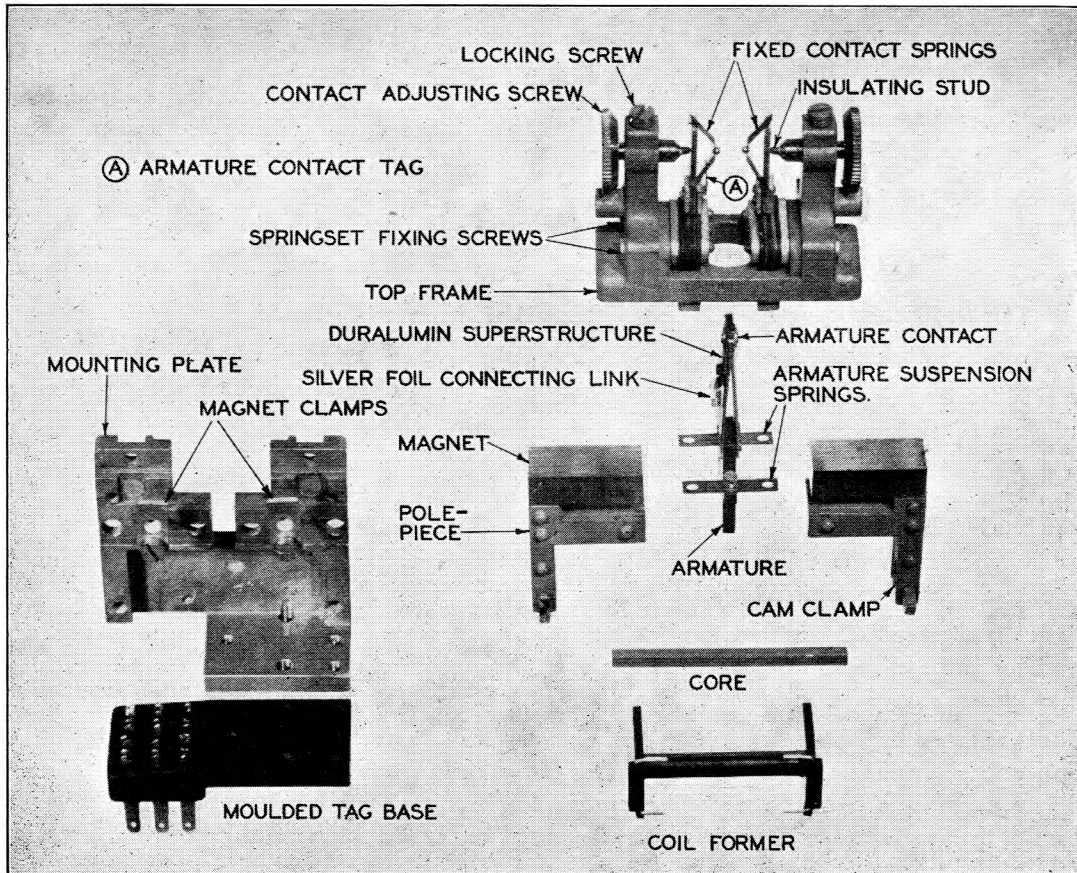 LOCKING SCREW
FIXED CONTACT SPRINGS
CONTACT ADJUSTING SCREW
INSULATING STUD
Ⓐ ARMATURE CONTACT TAG
Ⓐ
SPRINGSET FIXING SCREWS
TOP FRAME
DURALUMIN SUPERSTRUCTURE
ARMATURE CONTACT
MOUNTING PLATE
SILVER FOIL CONNECTING LINK
ARMATURE SUSPENSION
SPRINGS.
MAGNET CLAMPS
MAGNET
POLE-
PIECE
ARMATURE
CAM CLAMP
CORE
MOULDED TAG BASE
COIL FORMER